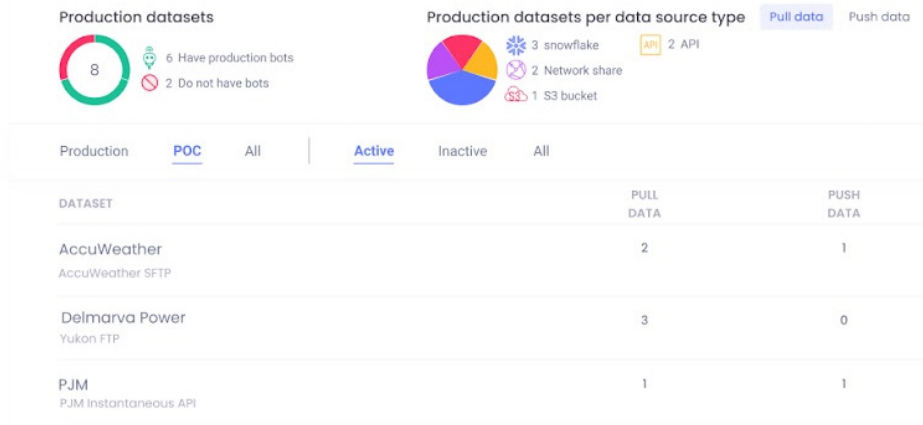 Production datasets
8
6 Have production bots
2 Do not have bots
Production datasets per data source type
Pull data Push data
3 snowflake
API 2 API
2 Network share
S3 1 S3 bucket
Production POC All Active Inactive All
DATASET PULL DATA PUSH DATA
AccuWeather 2 1
AccuWeather SFTP
Delmarva Power 3 0
Yukon FTP
PJM 1 1
PJM Instantaneous API